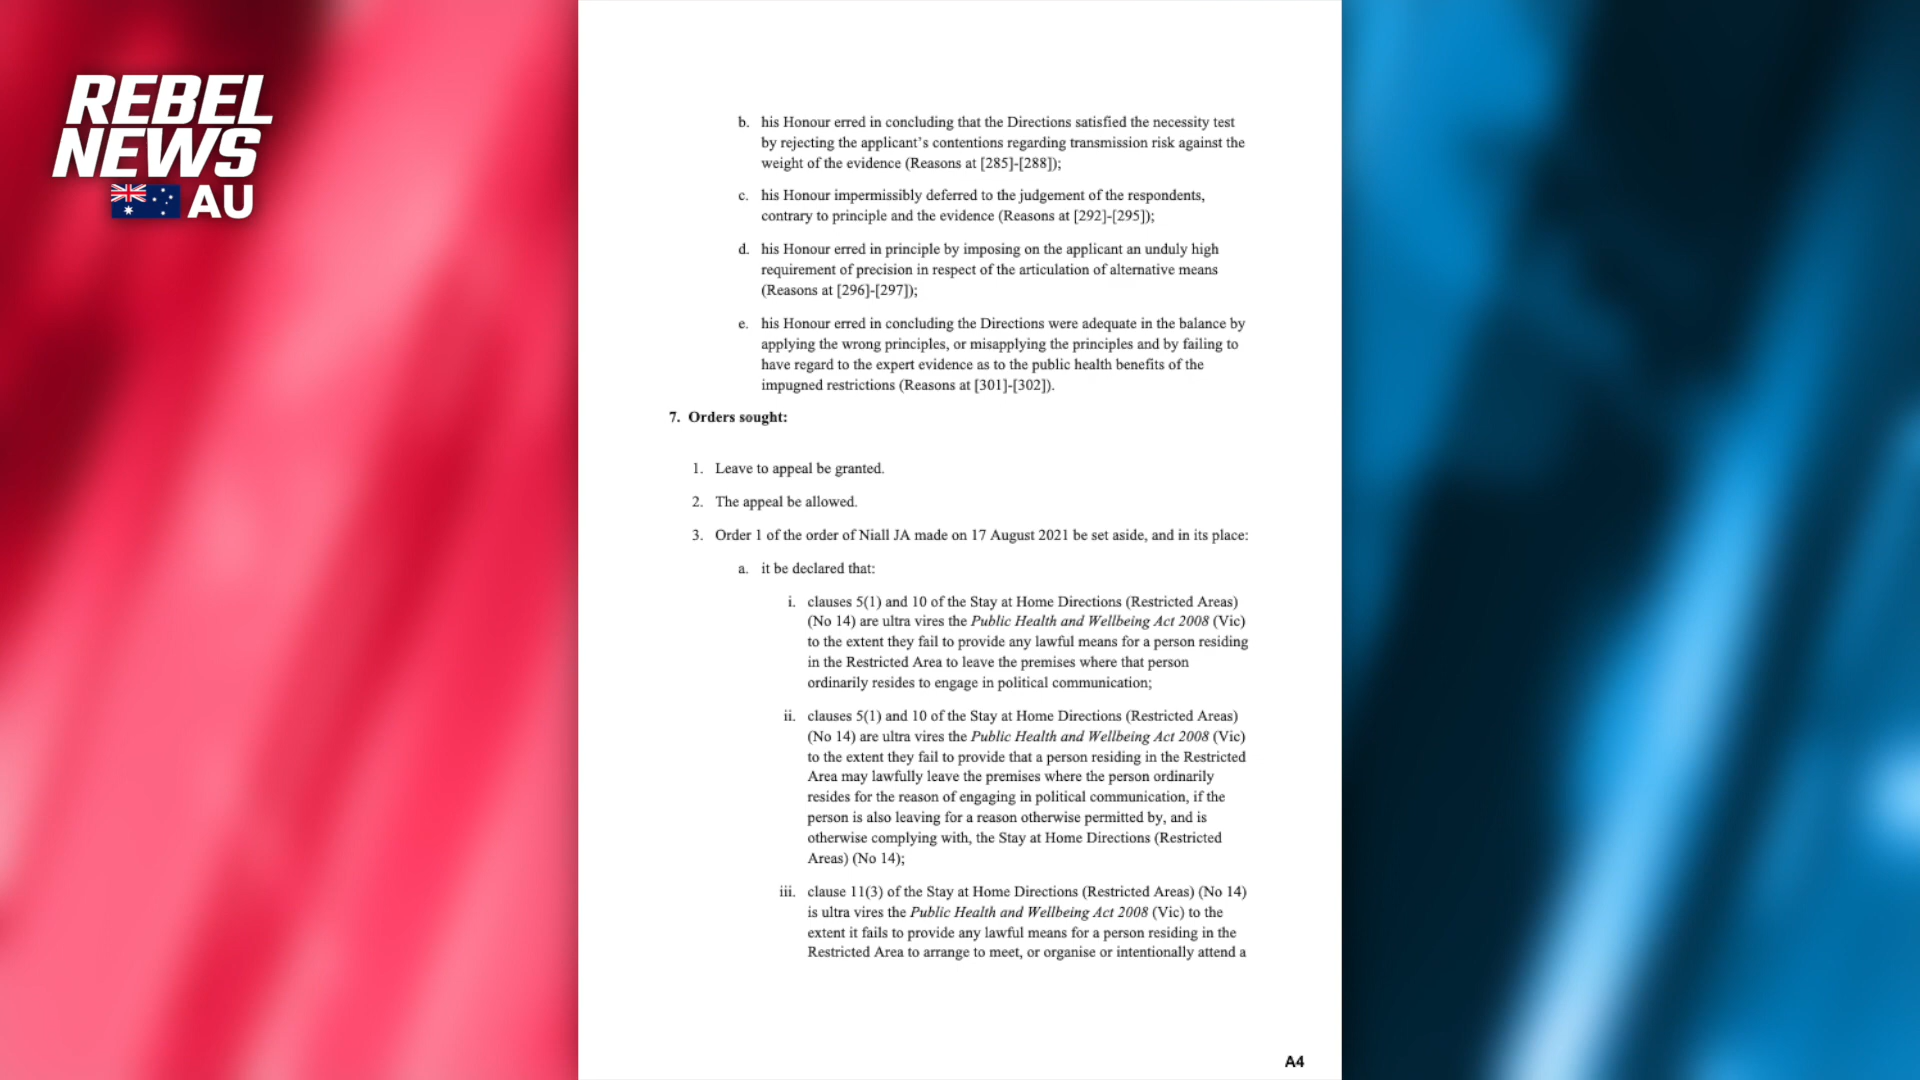 REBEL
NEWS
AU
b. his Honour erred in concluding that the Directions satisfied the necessity test
by rejecting the applicant's contentions regarding transmission risk against the
weight of the evidence (Reasons at [285]-[288]);
c. his Honour impermissibly deferred to the judgement of the respondents,
contrary to principle and the evidence (Reasons at [292]-[295]);
d. his Honour erred in principle by imposing on the applicant an unduly high
requirement of precision in respect of the articulation of alternative means
(Reasons at [296]-[297]);
e. his Honour erred in concluding the Directions were adequate in the balance by
applying the wrong principles, or misapplying the principles and by failing to
have regard to the expert evidence as to the public health benefits of the
impugned restrictions (Reasons at [301]-[302]).
7. Orders sought:
1. Leave to appeal be granted.
2. The appeal be allowed.
3. Order 1 of the order of Niall JA made on 17 August 2021 be set aside, and in its place:
a. it be declared that:
i. clauses 5(1) and 10 of the Stay at Home Directions (Restricted Areas)
(No 14) are ultra vires the Public Health and Wellbeing Act 2008 (Vic)
to the extent they fail to provide any lawful means for a person residing
in the Restricted Area to leave the premises where that person
ordinarily resides to engage in political communication;
ii. clauses 5(1) and 10 of the Stay at Home Directions (Restricted Areas)
(No 14) are ultra vires the Public Health and Wellbeing Act 2008 (Vic)
to the extent they fail to provide that a person residing in the Restricted
Area may lawfully leave the premises where the person ordinarily
resides for the reason of engaging in political communication, if the
person is also leaving for a reason otherwise permitted by, and is
otherwise complying with, the Stay at Home Directions (Restricted
Areas) (No 14);
iii. clause 11(3) of the Stay at Home Directions (Restricted Areas) (No 14)
is ultra vires the Public Health and Wellbeing Act 2008 (Vic) to the
extent it fails to provide any lawful means for a person residing in the
Restricted Area to arrange to meet, or organise or intentionally attend a
A4